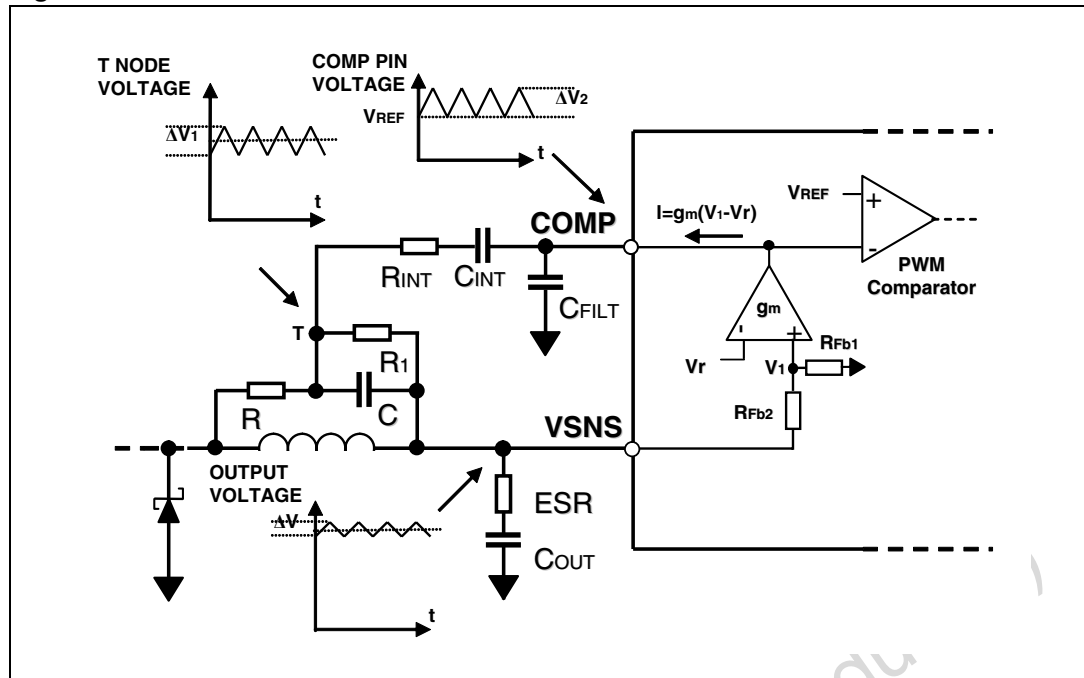 T NODE
VOLTAGE
ΔV1
t
COMP PIN
VOLTAGE
VREF
ΔV2
t
COMP
I=gm(V1-Vr)
VREF
+
-
PWM
Comparator
gm
-
+
Vr
V1
RFb1
RFb2
RINT
CINT
CFILT
T
R1
R
C
VSNS
OUTPUT
VOLTAGE
ΔV
t
ESR
COUT